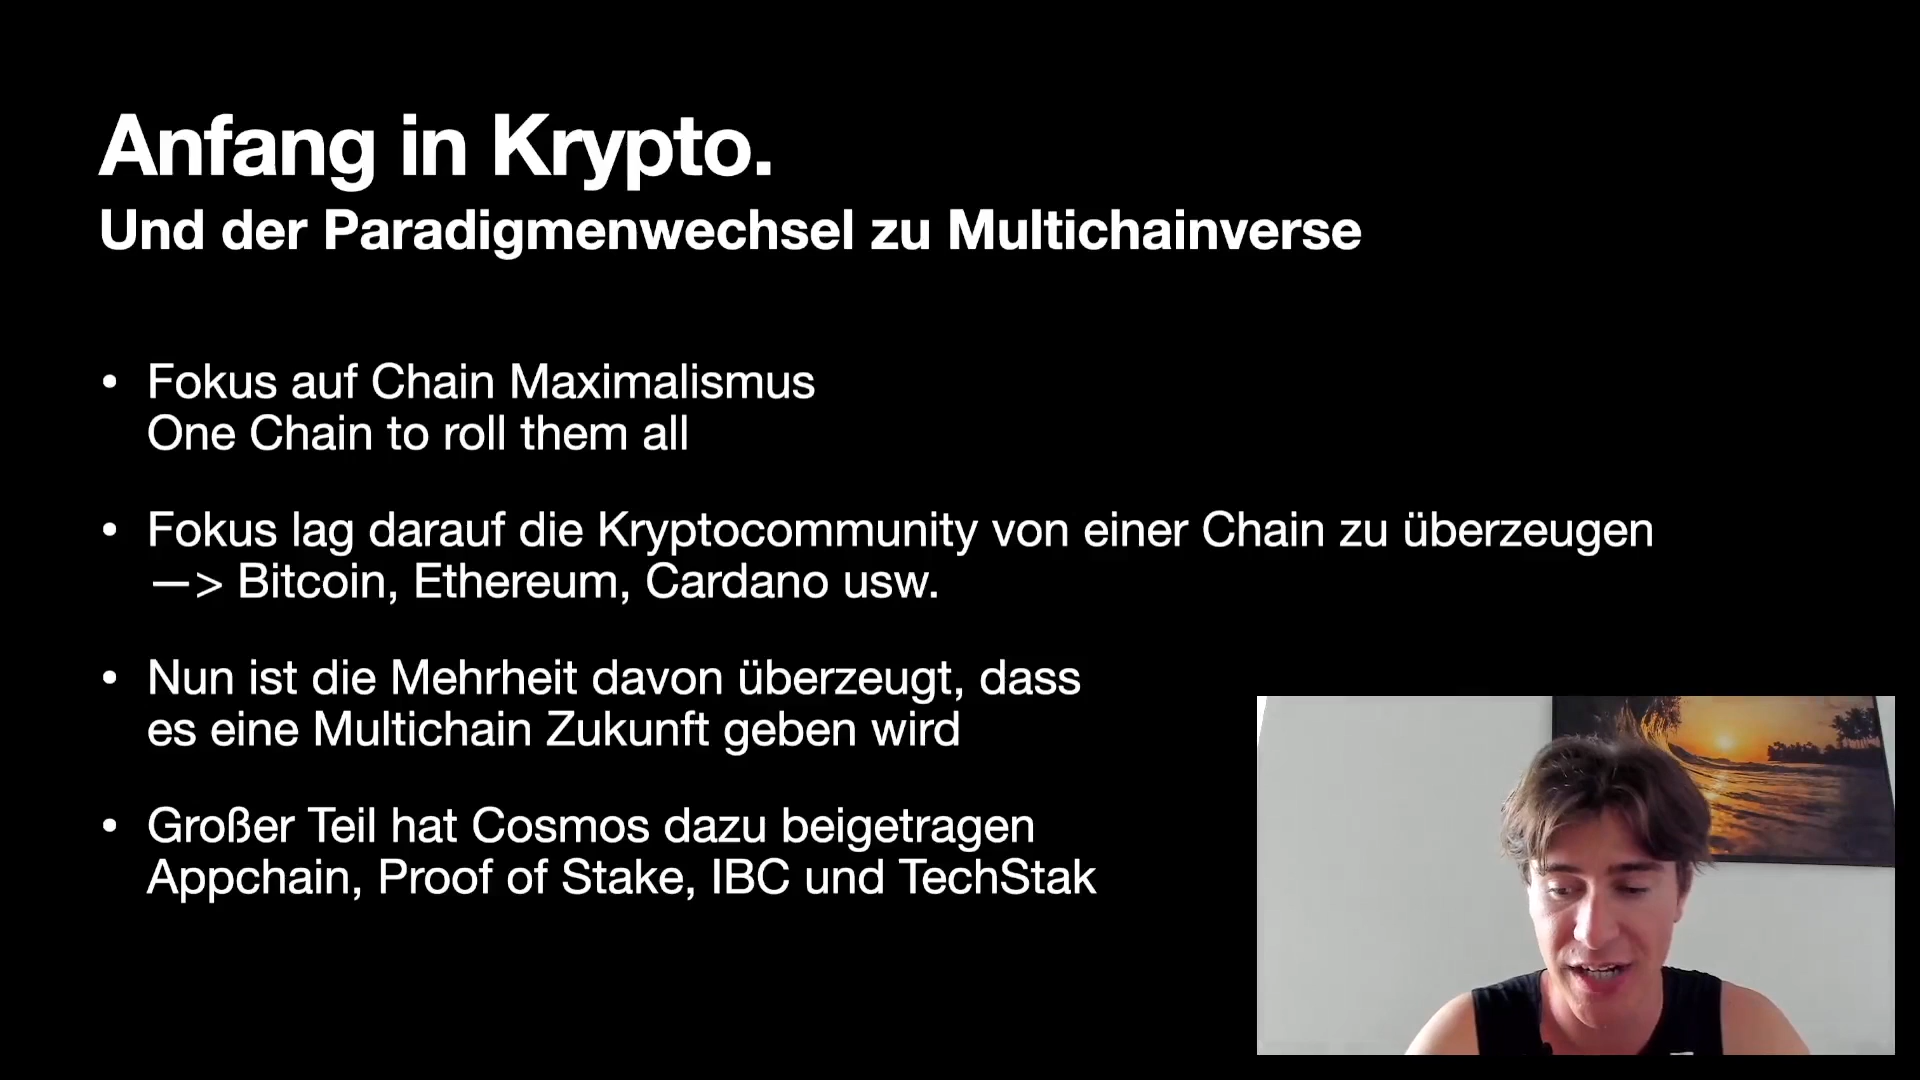 Anfang in Krypto.
Und der Paradigmenwechsel zu Multichainverse
• Fokus auf Chain Maximalismus
One Chain to roll them all
• Fokus lag darauf die Kryptocommunity von einer Chain zu überzeugen
—> Bitcoin, Ethereum, Cardano usw.
• Nun ist die Mehrheit davon überzeugt, dass
es eine Multichain Zukunft geben wird
• Großer Teil hat Cosmos dazu beigetragen
Appchain, Proof of Stake, IBC und TechStak